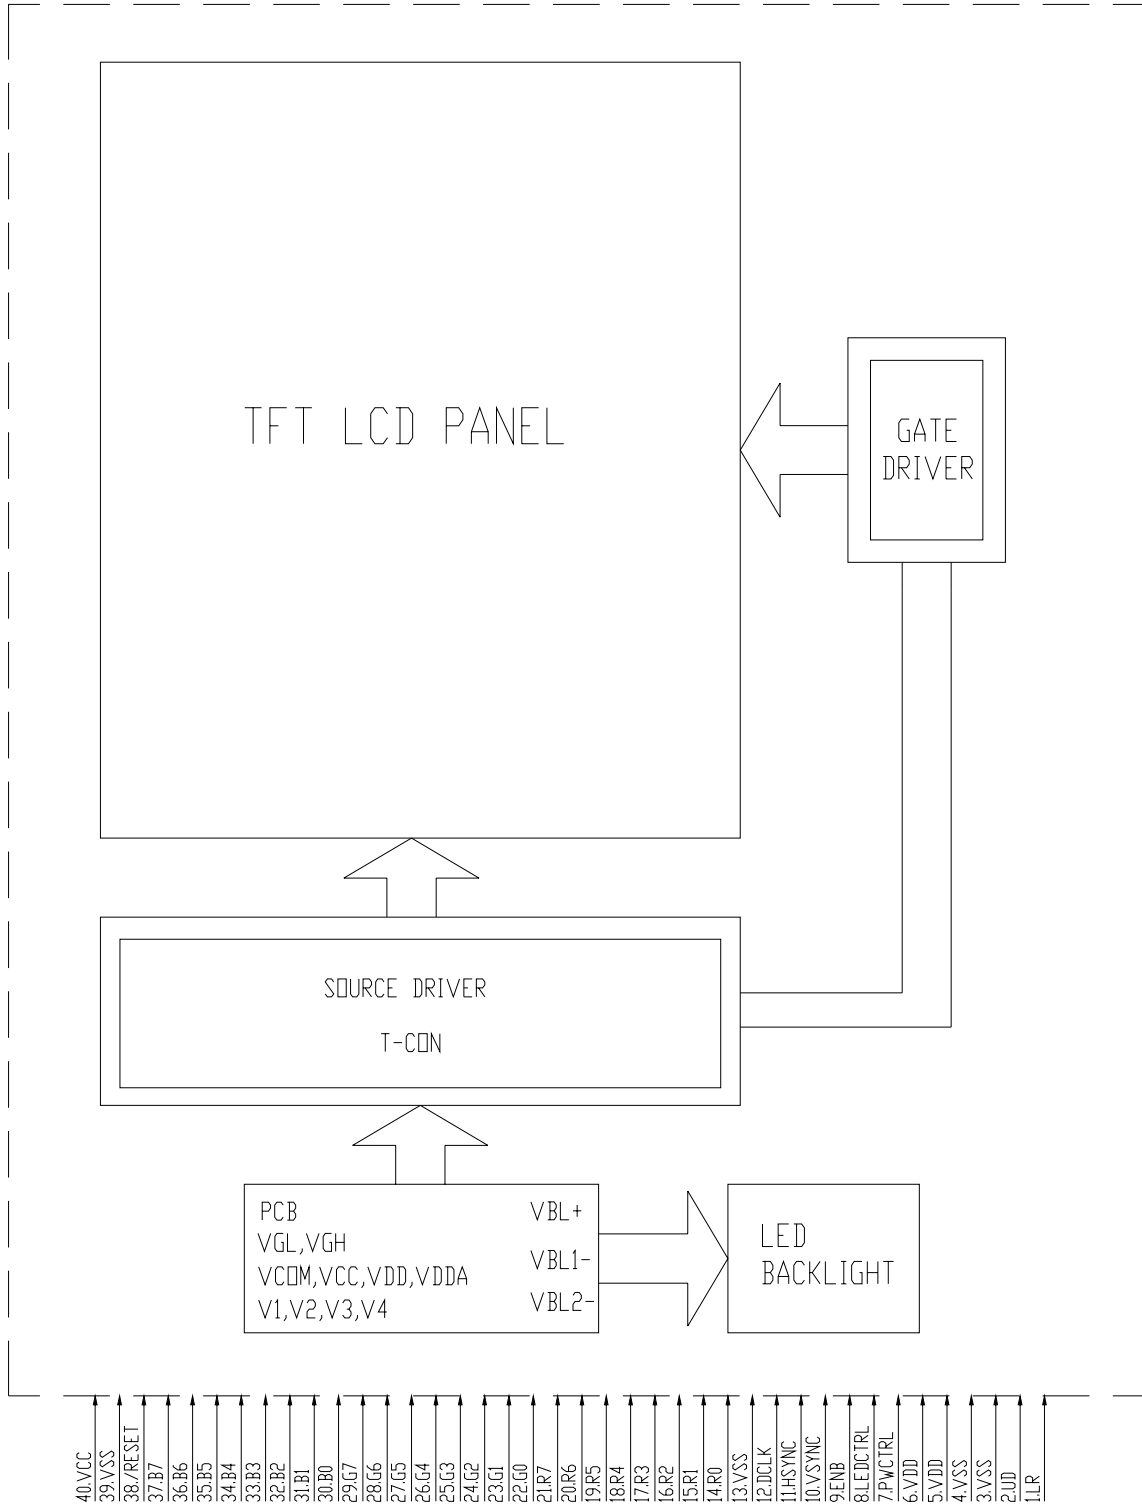 TFT LCD PANEL
GATE
DRIVER
SOURCE DRIVER
T-CON
PCB
VGL,VGH
VCOM,VCC,VDD,VDDA
V1,V2,V3,V4
VBL+
VBL1-
VBL2-
LED
BACKLIGHT
40.VCC
39.VSS
38./RESET
37.B7
36.B6
35.B5
34.B4
33.B3
32.B2
31.B1
30.B0
29.G7
28.G6
27.G5
26.G4
25.G3
24.G2
23.G1
22.G0
21.R7
20.R6
19.R5
18.R4
17.R3
16.R2
15.R1
14.R0
13.VSS
12.DCLK
11.HSYNC
10.VSYNC
9.ENB
8.LEDCTRL
7.PWCTRL
6.VDD
5.VDD
4.VSS
3.VSS
2.UD
1.LR